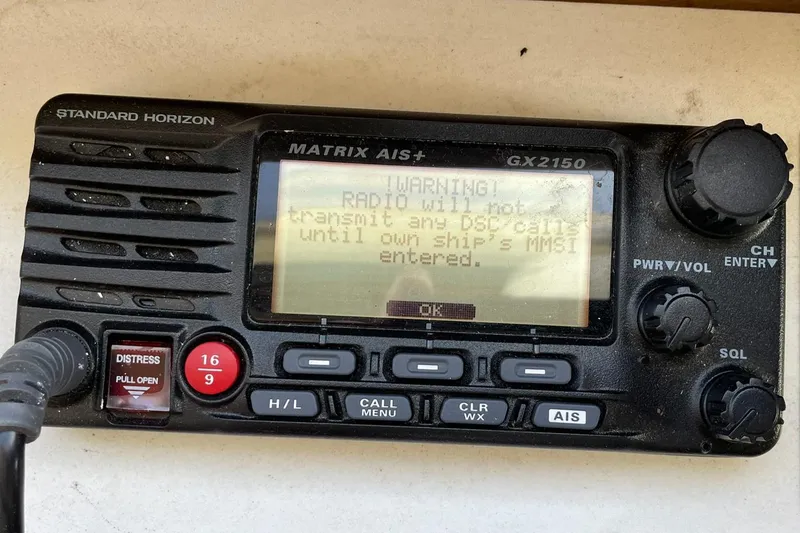 STANDARD HORIZON
MATRIX AIS+ GX2150
!WARNING!
RADIO will not
transmit any DSC calls
until own ship's MMSI
entered.
OK
CH
ENTER▼
PWR▼/VOL
SQL
DISTRESS
PULL OPEN
16
9
H/L
CALL
MENU
CLR
WX
AIS